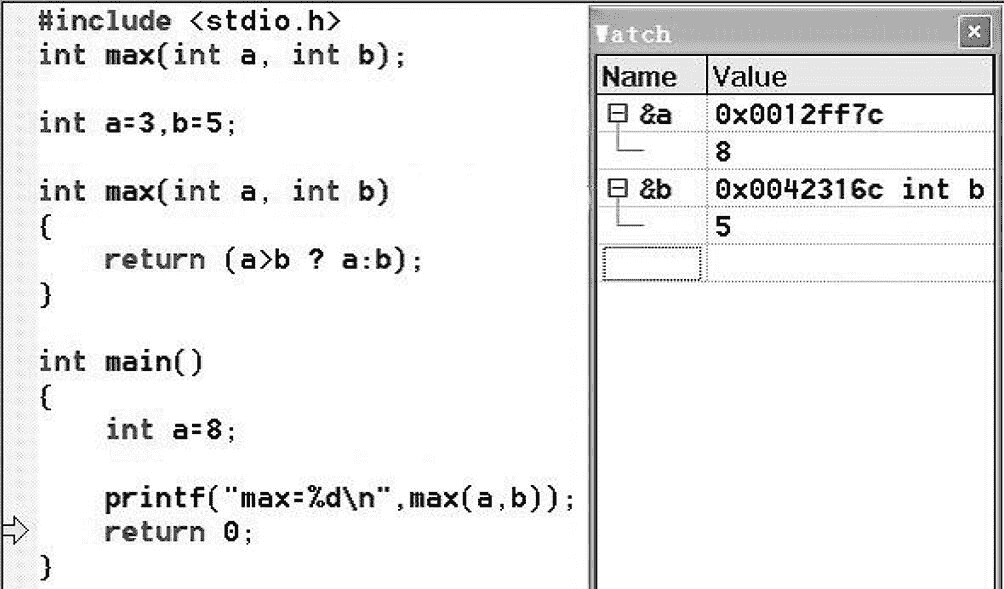 #include <stdio.h>
int max(int a, int b);
int a=3,b=5;
int max(int a, int b)
{
return (a>b ? a:b);
}
int main()
{
int a=8;
printf("max=%d\n",max(a,b));
return 0;
}
Watch
Name Value
&a 0x0012ff7c
8
&b 0x0042316c int b
5